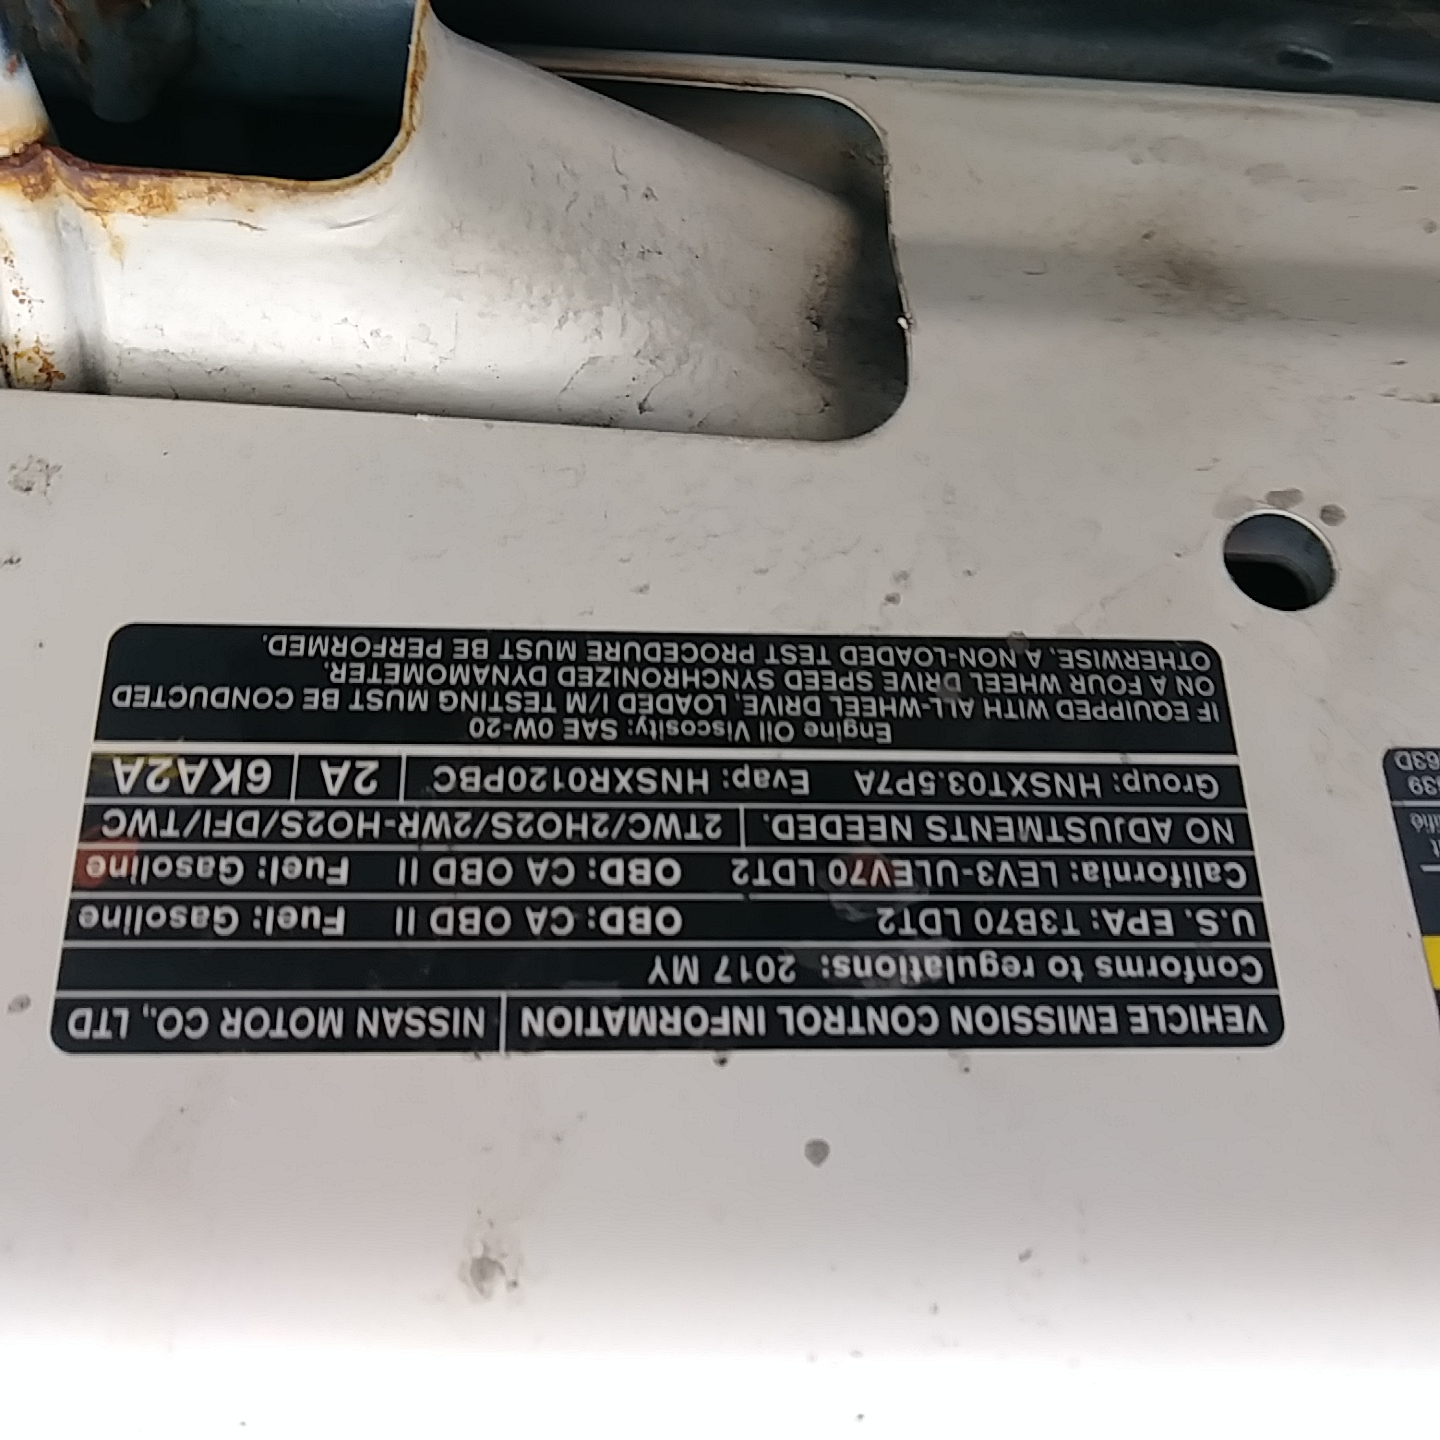 VEHICLE EMISSION CONTROL INFORMATION NISSAN MOTOR CO., LTD
Conforms to regulations: 2017 MY
U.S. EPA: T3B70 LDT2 OBD: CA OBD II Fuel: Gasoline
California: LEV3-ULEV70 LDT2 OBD: CA OBD II Fuel: Gasoline
NO ADJUSTMENTS NEEDED. 2TWC/2HO2S/2WR-HO2S/DFI/TWC
Group: HNSXT03.5P7A Evap: HNSXR0120PBC 2A 6KA2A
Engine Oil Viscosity: SAE 0W-20
IF EQUIPPED WITH ALL-WHEEL DRIVE, LOADED I/M TESTING MUST BE CONDUCTED
ON A FOUR WHEEL DRIVE SPEED SYNCHRONIZED DYNAMOMETER.
OTHERWISE, A NON-LOADED TEST PROCEDURE MUST BE PERFORMED.